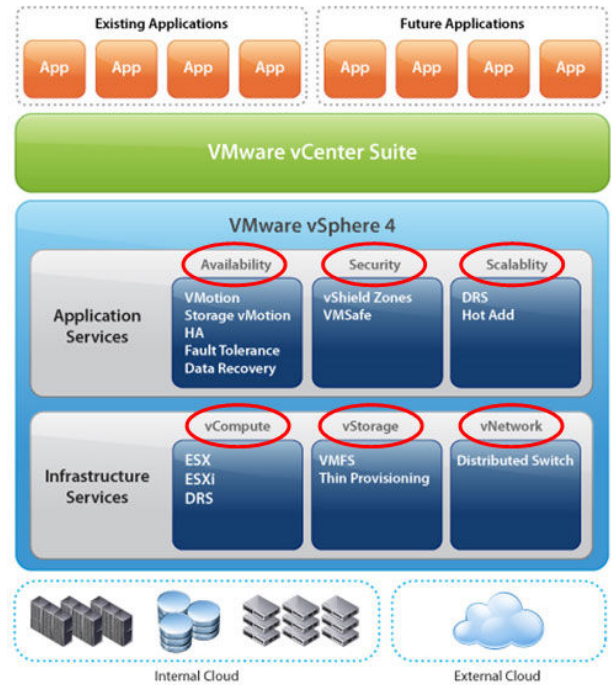 Existing Applications
Future Applications
App App App App
App App App App
VMware vCenter Suite
VMware vSphere 4
Application
Services
Availability
VMotion
Storage vMotion
HA
Fault Tolerance
Data Recovery
Security
vShield Zones
VMSafe
Scalablity
DRS
Hot Add
Infrastructure
Services
vCompute
ESX
ESXi
DRS
vStorage
VMFS
Thin Provisioning
vNetwork
Distributed Switch
Internal Cloud
External Cloud